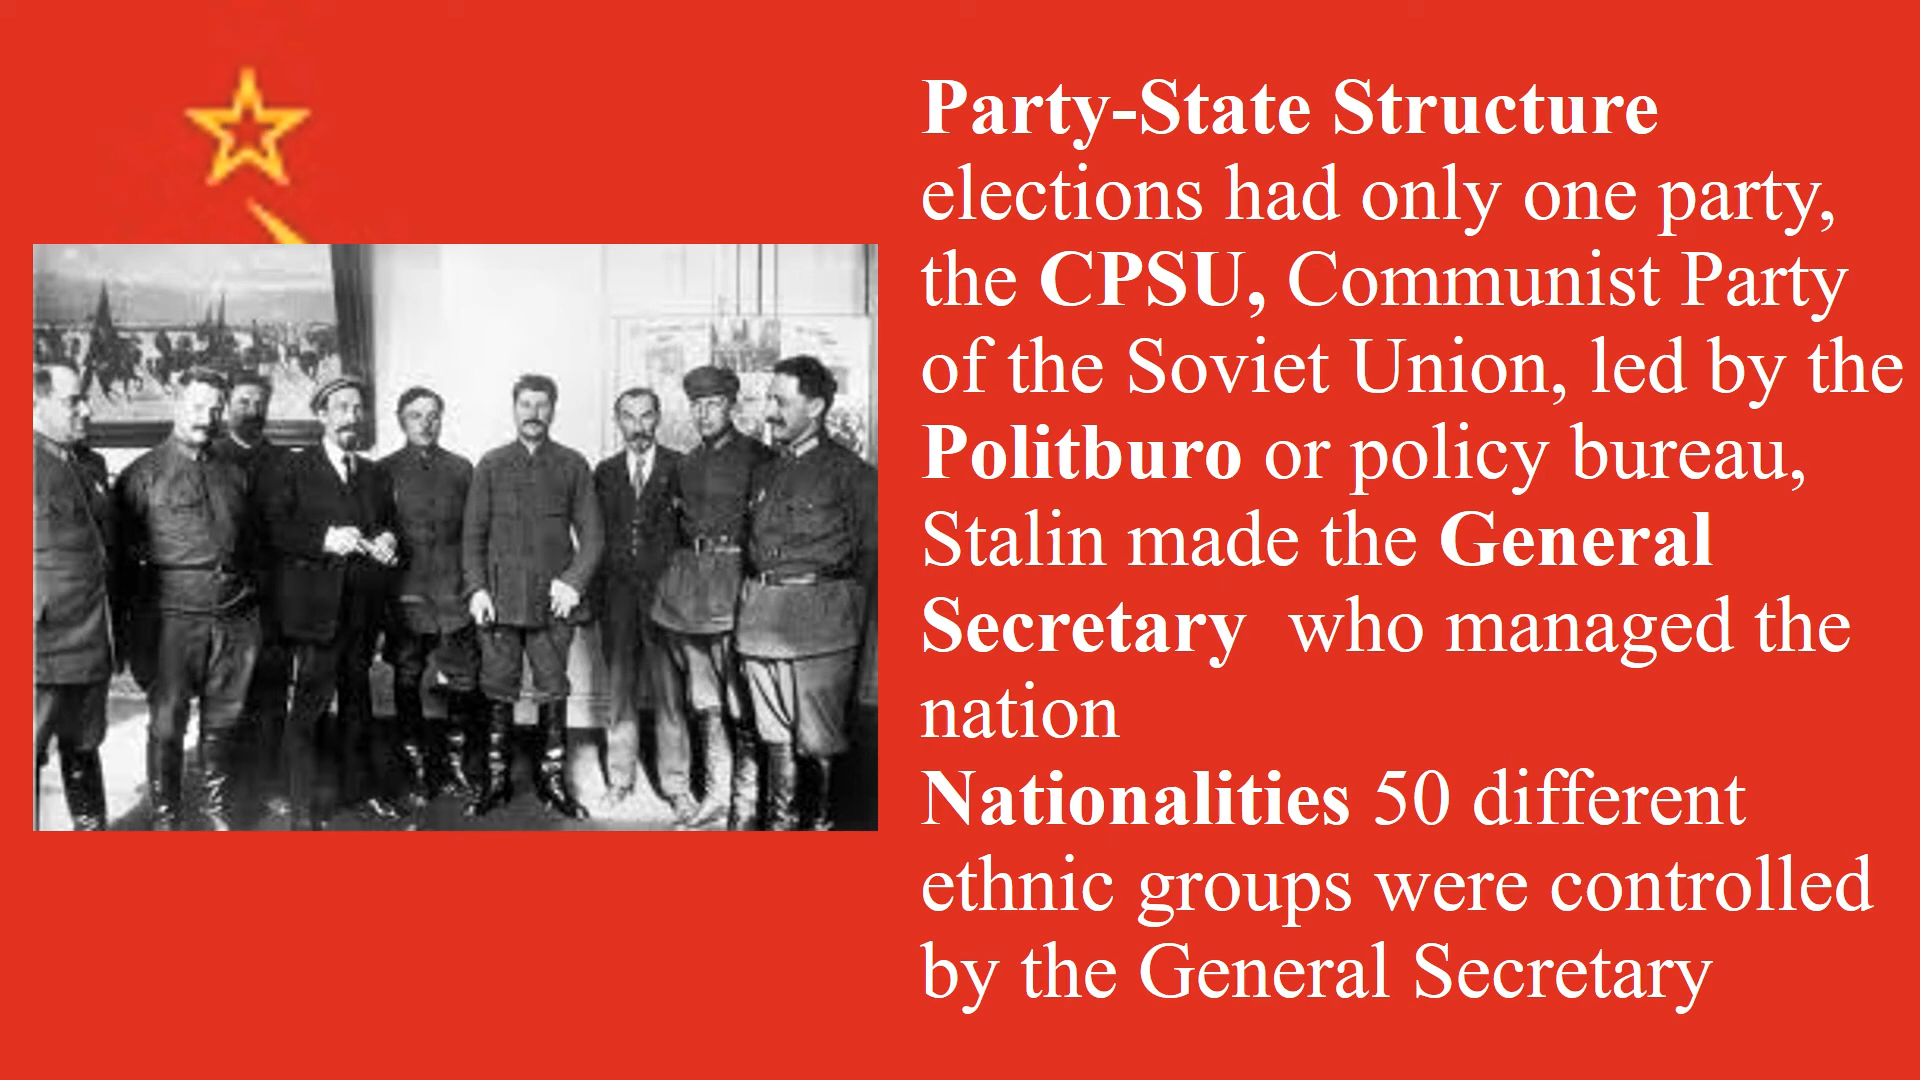 Party-State Structure
elections had only one party,
the CPSU, Communist Party
of the Soviet Union, led by the
Politburo or policy bureau,
Stalin made the General
Secretary  who managed the
nation
Nationalities 50 different
ethnic groups were controlled
by the General Secretary